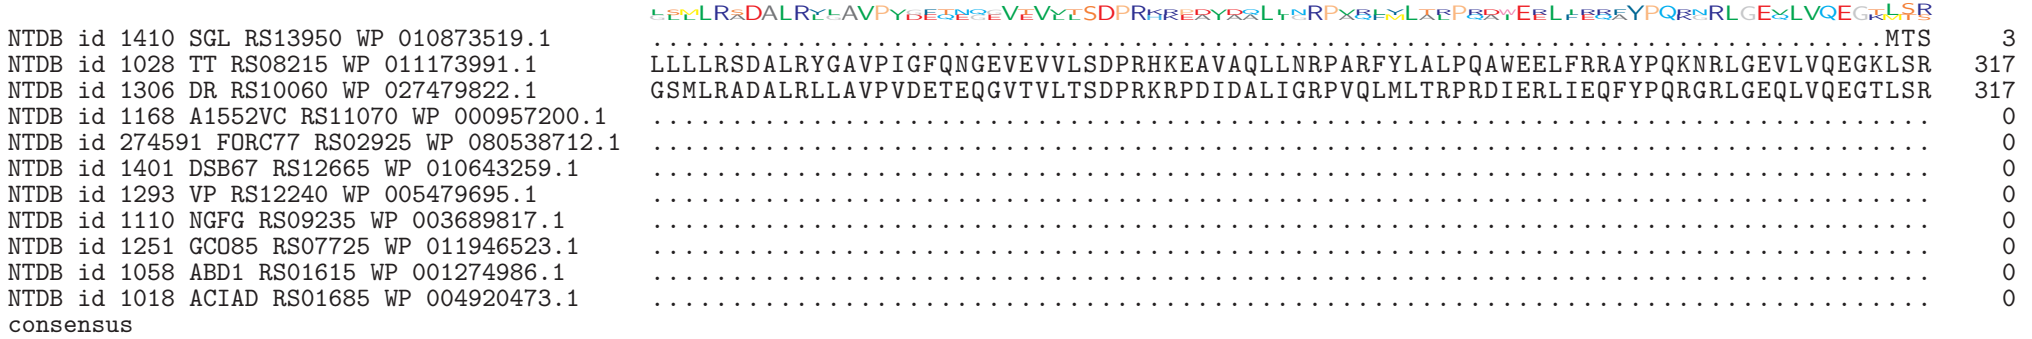 NTDB id 1410 SGL RS13950 WP 010873519.1 ..............................................................................MTS 3
NTDB id 1028 TT RS08215 WP 011173991.1 LLLLRSDALRYGAVPIGFQNGEVEVVLSDPRHKEAVAQLLNRPARFYLALPQAWEELFRRAYPQKNRLGEVLVQEGKLSR 317
NTDB id 1306 DR RS10060 WP 027479822.1 GSMLRADALRLLAVPVDETEQGVTVLTSDPRKRPDIDALIGRPVQLMLTRPRDIERLIEQFYPQRGRLGEQLVQEGTLSR 317
NTDB id 1168 A1552VC RS11070 WP 000957200.1 ................................................................................ 0
NTDB id 274591 FORC77 RS02925 WP 080538712.1 ................................................................................ 0
NTDB id 1401 DSB67 RS12665 WP 010643259.1 ................................................................................ 0
NTDB id 1293 VP RS12240 WP 005479695.1 ................................................................................ 0
NTDB id 1110 NGFG RS09235 WP 003689817.1 ................................................................................ 0
NTDB id 1251 GCO85 RS07725 WP 011946523.1 ................................................................................ 0
NTDB id 1058 ABD1 RS01615 WP 001274986.1 ................................................................................ 0
NTDB id 1018 ACIAD RS01685 WP 004920473.1 ................................................................................ 0
consensus